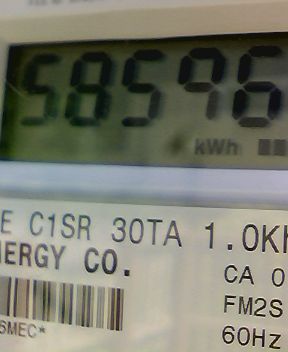 58596
kWh
E C1SR 30TA 1.0K
ERGY CO.
CA 0
FM2S
60Hz
SMEC*